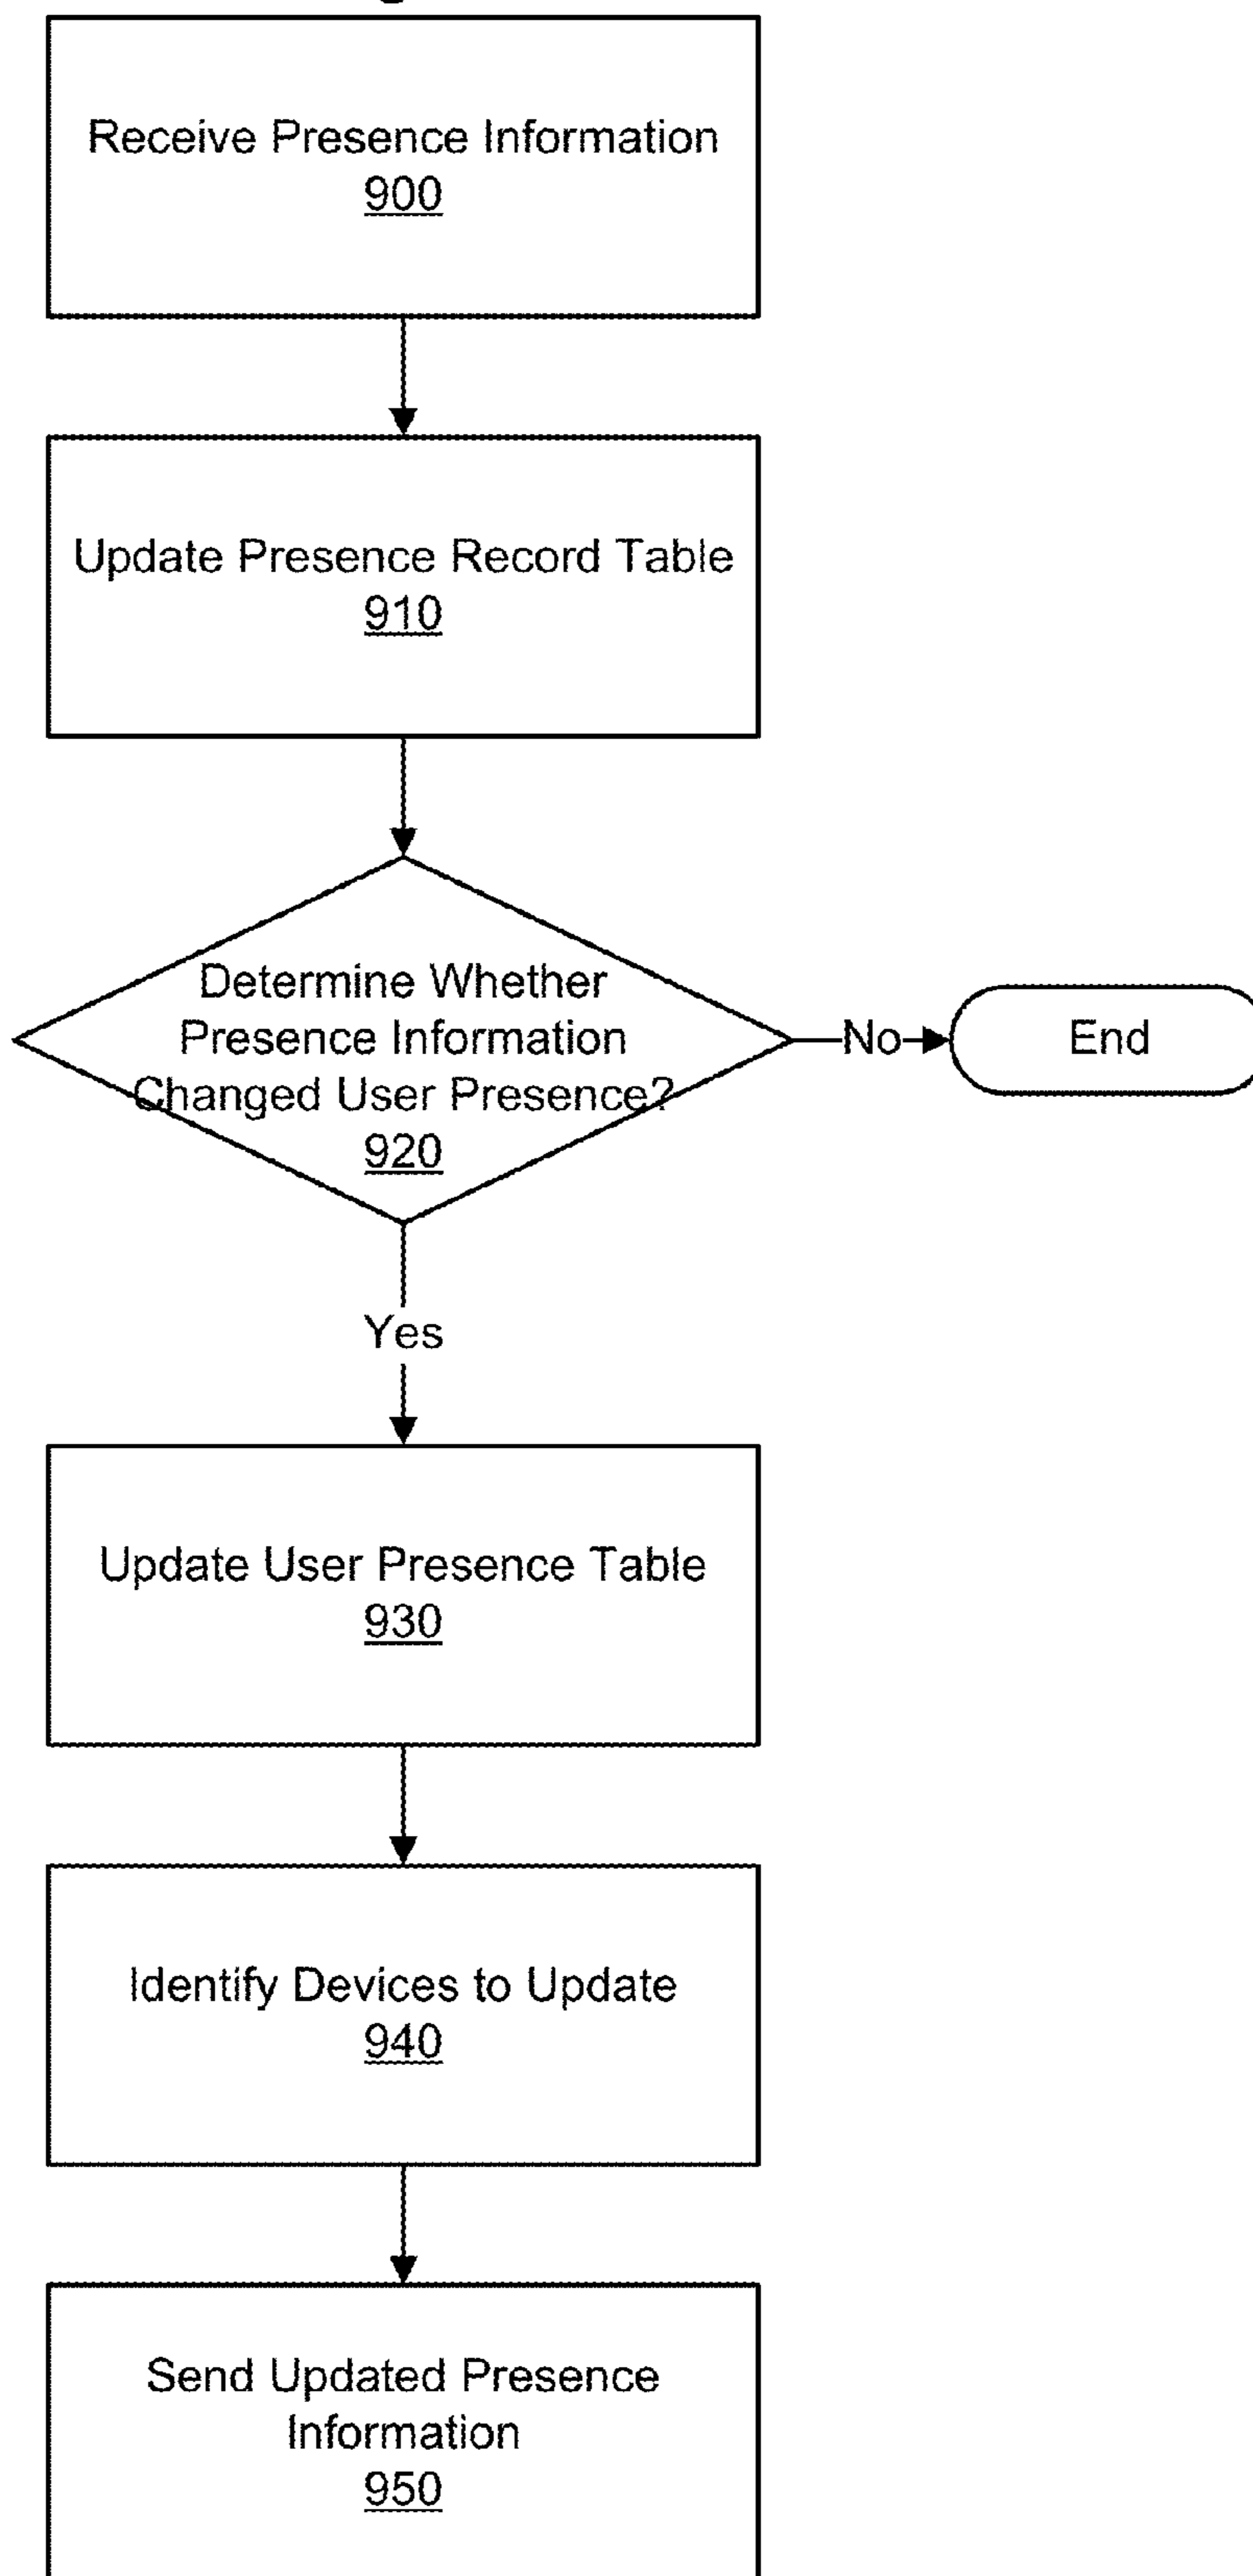 Receive Presence Information
900
Update Presence Record Table
910
Determine Whether
Presence Information
Changed User Presence?
920
No
End
Yes
Update User Presence Table
930
Identify Devices to Update
940
Send Updated Presence
Information
950